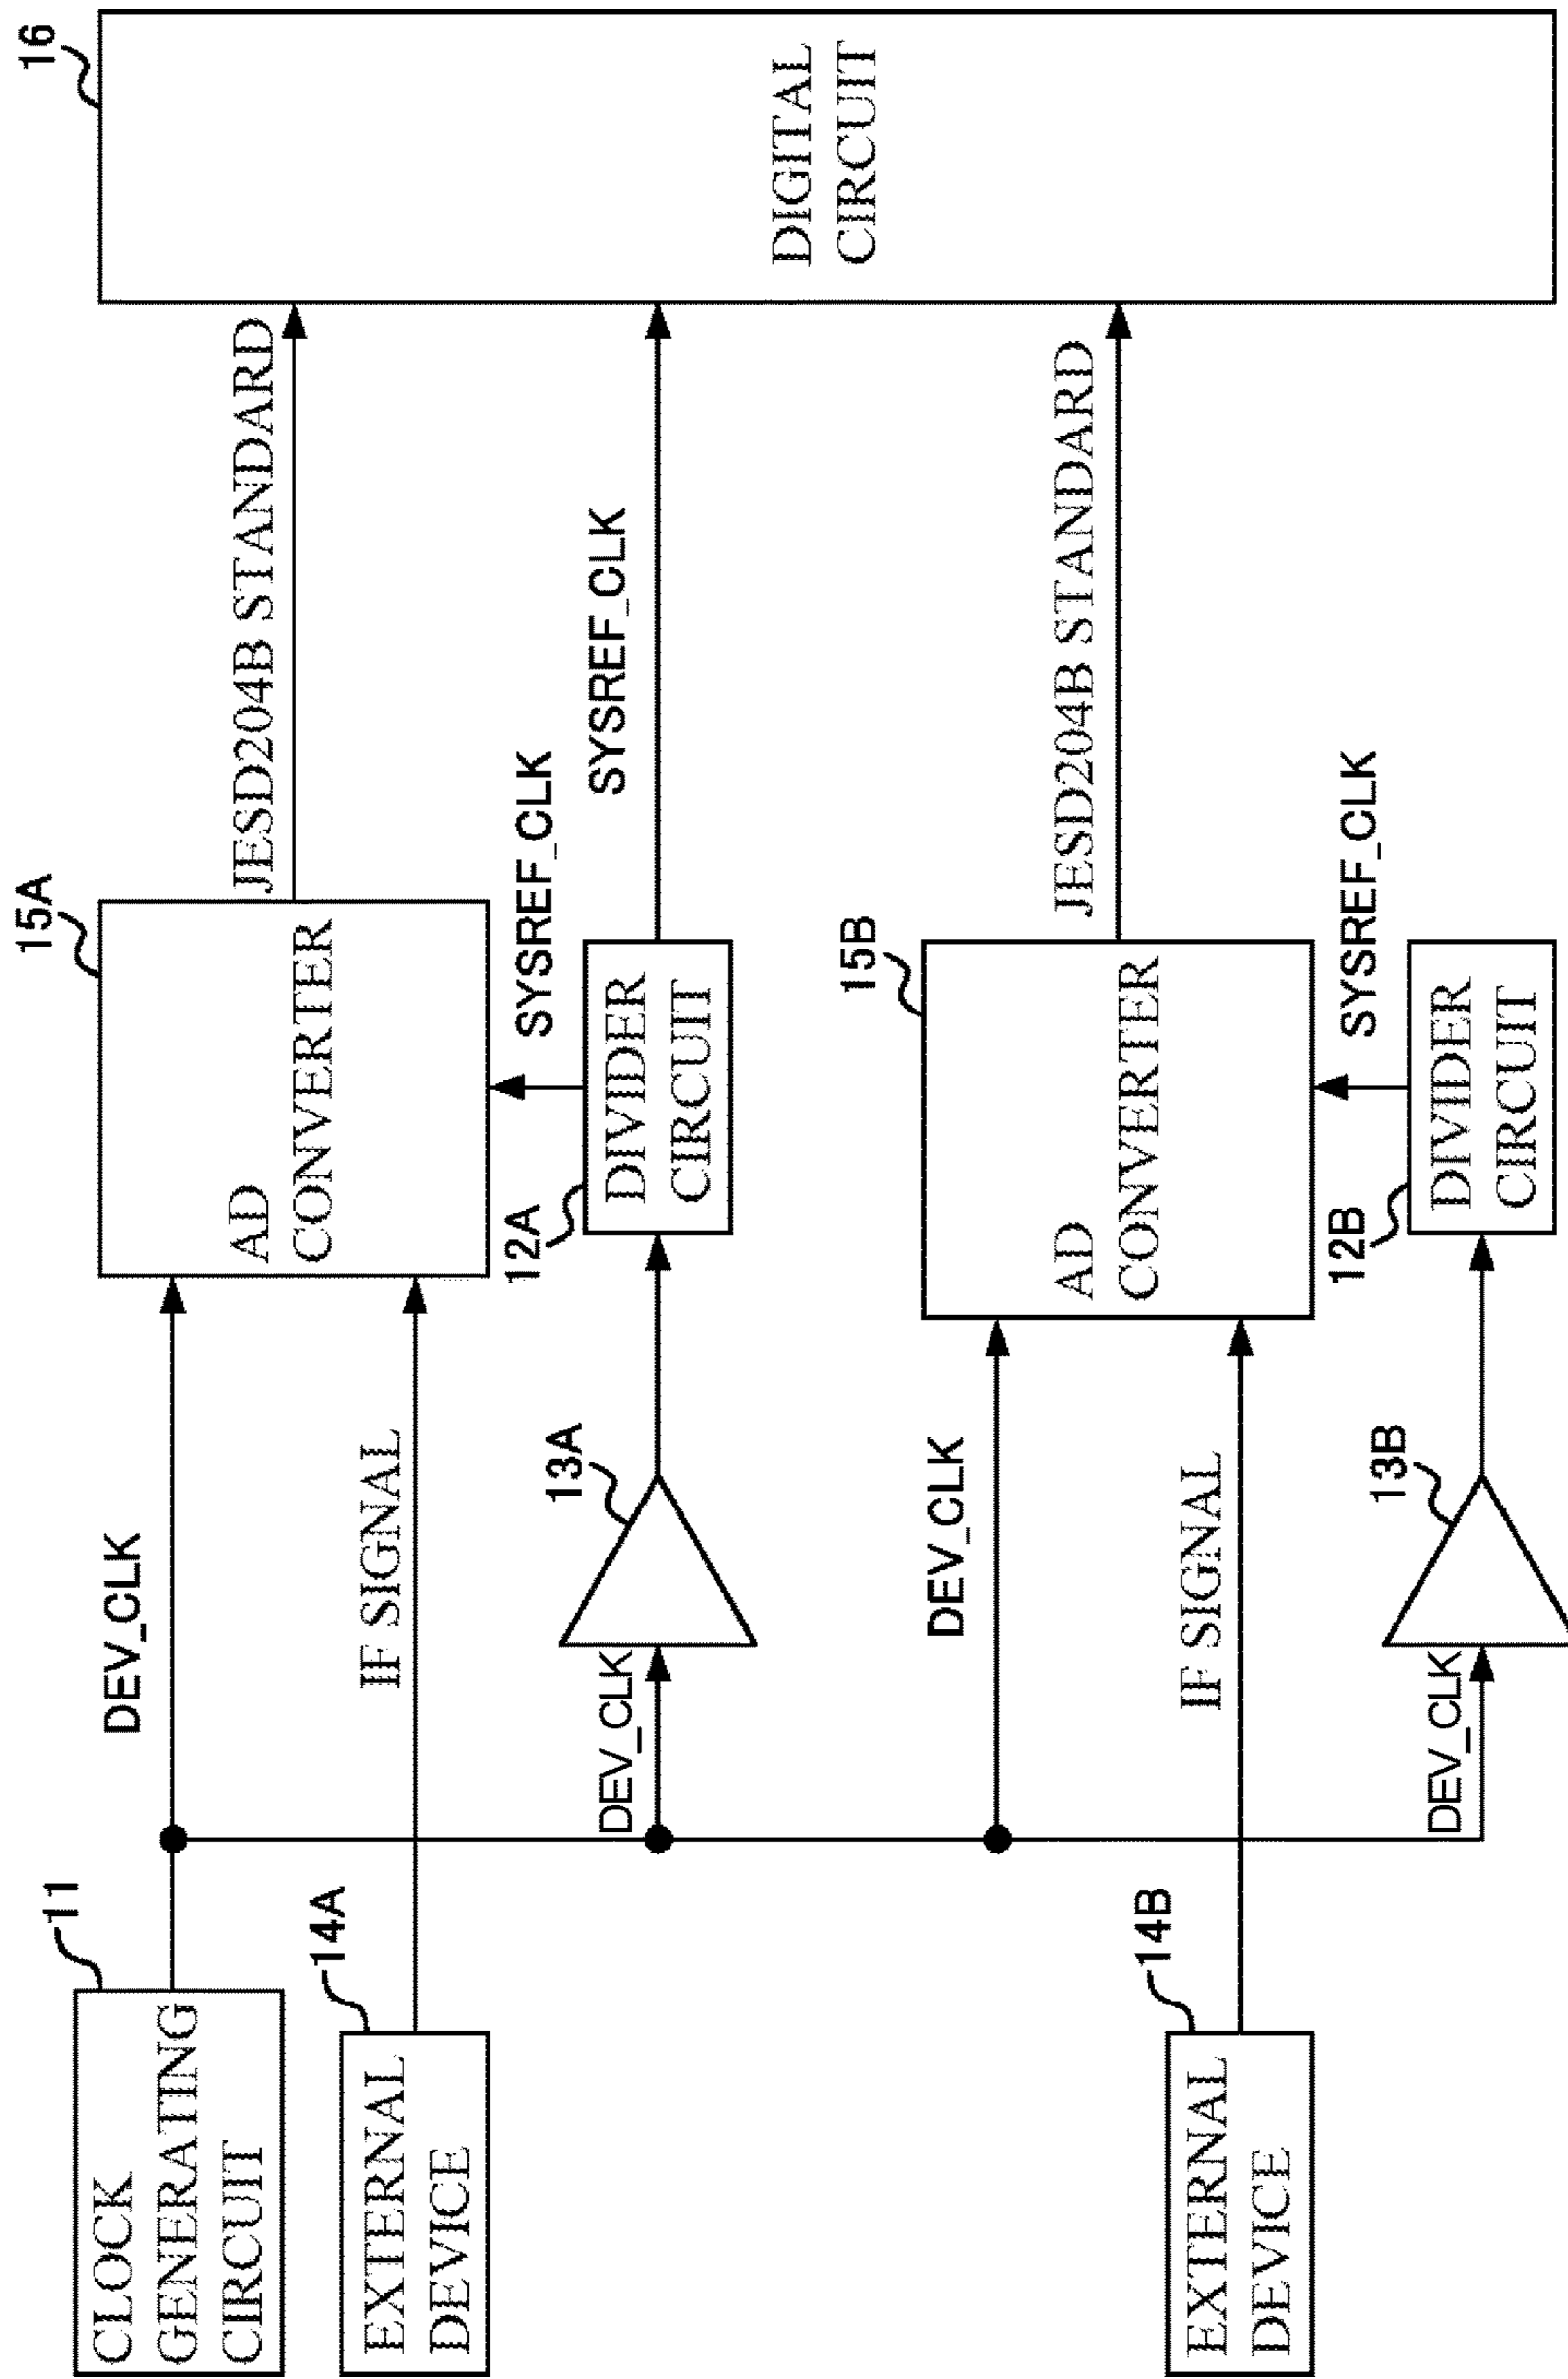 11
CLOCK
GENERATING
CIRCUIT
DEV_CLK
15A
AD
CONVERTER
JESD204B STANDARD
16
DIGITAL
CIRCUIT
14A
EXTERNAL
DEVICE
IF SIGNAL
SYSREF_CLK
DEV_CLK
13A
12A
DIVIDER
CIRCUIT
SYSREF_CLK
DEV_CLK
15B
AD
CONVERTER
JESD204B STANDARD
14B
EXTERNAL
DEVICE
IF SIGNAL
SYSREF_CLK
DEV_CLK
13B
12B
DIVIDER
CIRCUIT